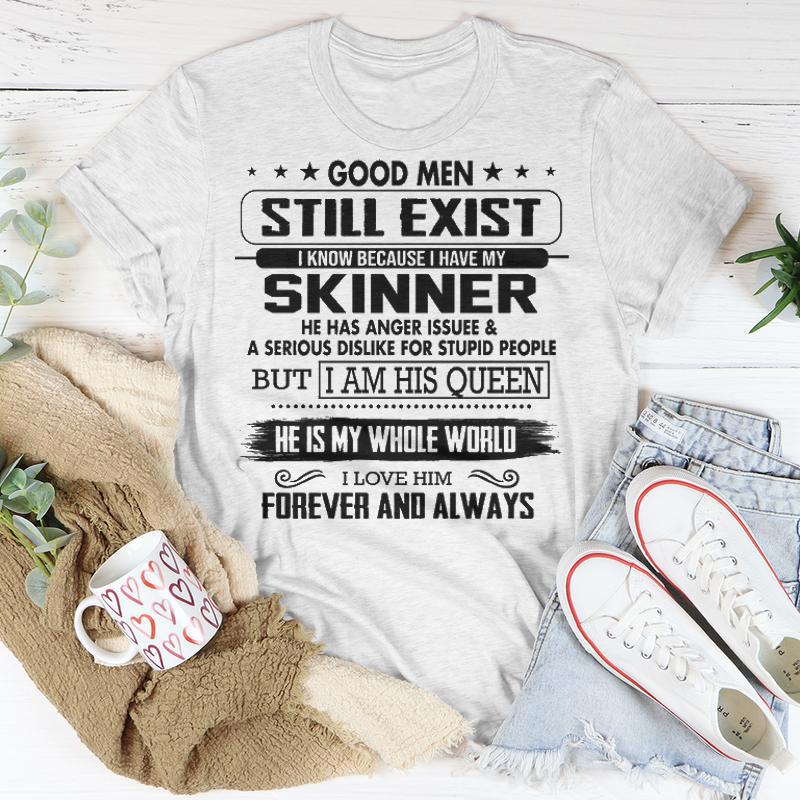 GOOD MEN
STILL EXIST
I KNOW BECAUSE I HAVE MY
SKINNER
HE HAS ANGER ISSUEE &
A SERIOUS DISLIKE FOR STUPID PEOPLE
BUT I AM HIS QUEEN
HE IS MY WHOLE WORLD
I LOVE HIM
FOREVER AND ALWAYS